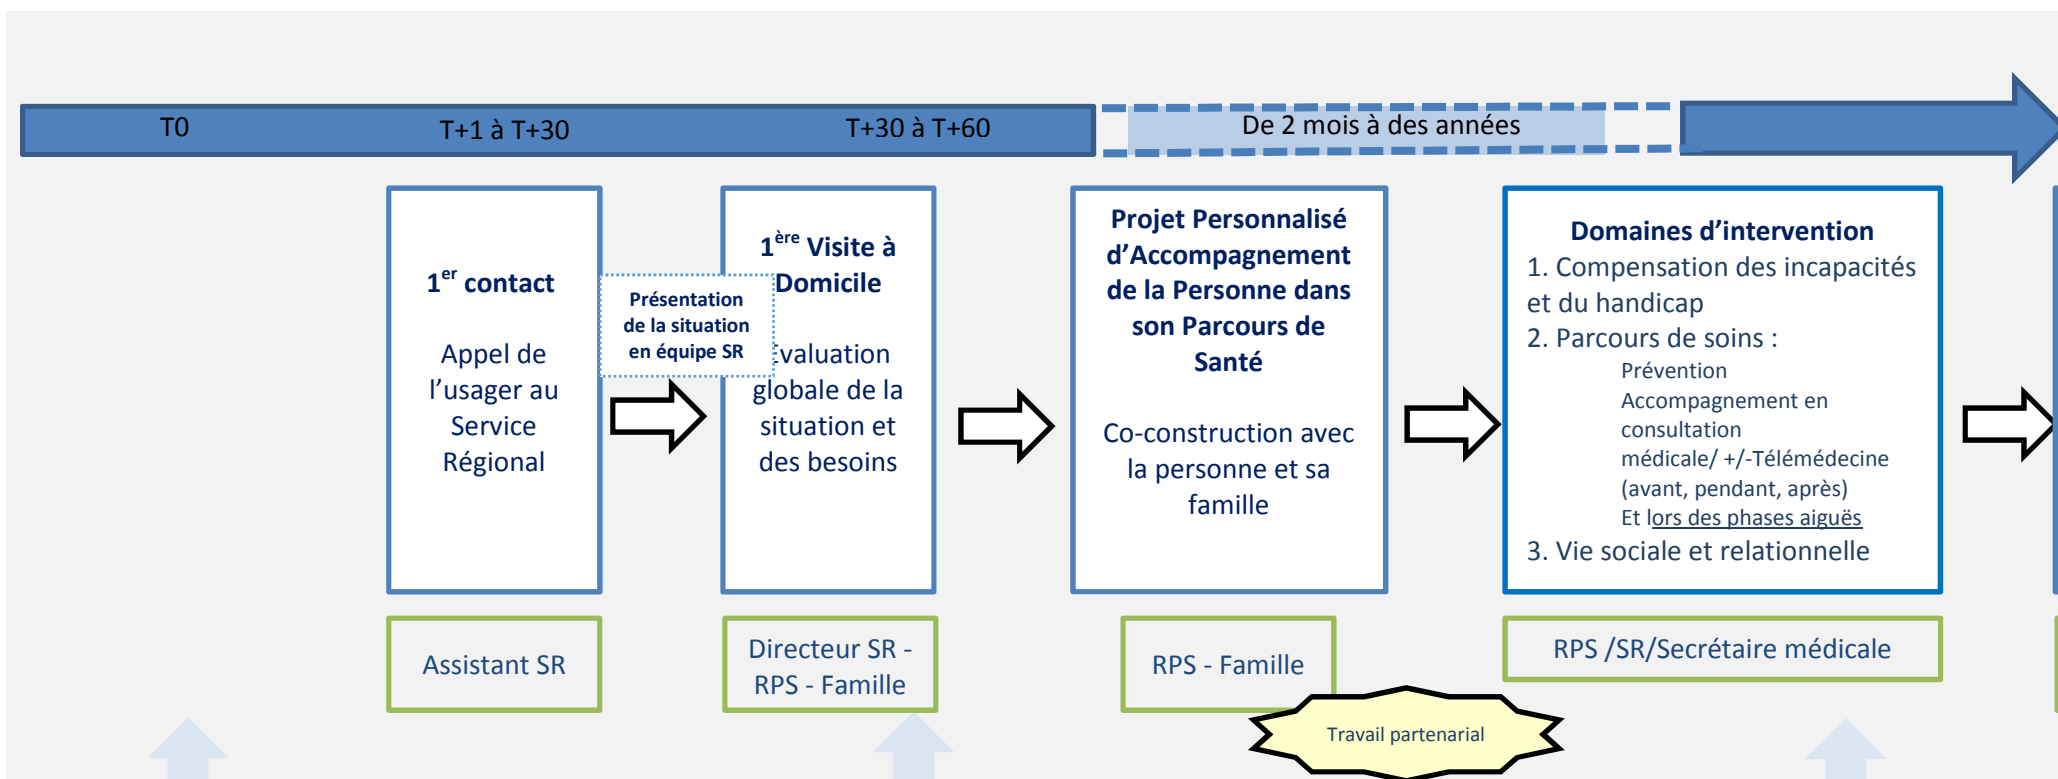 T0
T+1 à T+30
T+30 à T+60
De 2 mois à des années
1er contact
Appel de
l’usager au
Service
Régional
Présentation
de la situation
en équipe SR
1ère Visite à
Domicile
Evaluation
globale de la
situation et
des besoins
Projet Personnalisé
d’Accompagnement
de la Personne dans
son Parcours de
Santé
Co-construction avec
la personne et sa
famille
Domaines d’intervention
1. Compensation des incapacités
et du handicap
2. Parcours de soins :
Prévention
Accompagnement en
consultation
médicale/ +/-Télémédecine
(avant, pendant, après)
Et lors des phases aiguës
3. Vie sociale et relationnelle
Assistant SR
Directeur SR -
RPS - Famille
RPS - Famille
RPS /SR/Secrétaire médicale
Travail partenarial